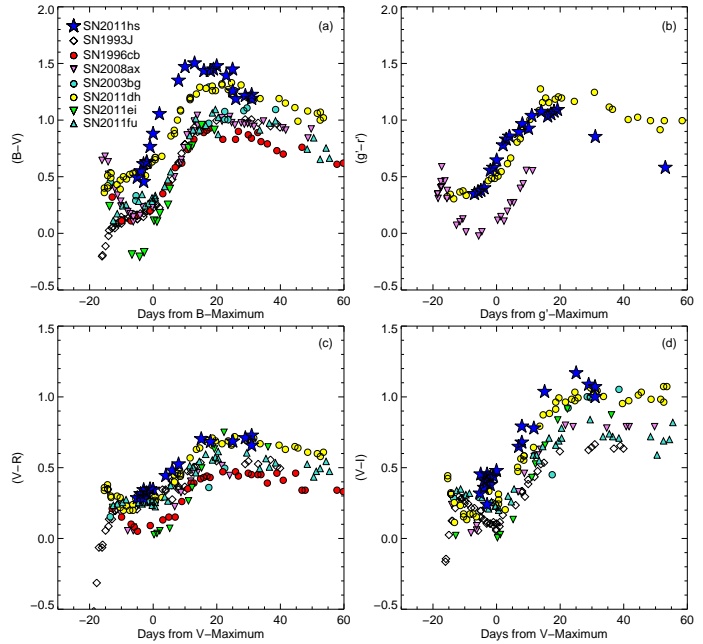 (a)
SN2011hs
SN1993J
SN1996cb
SN2008ax
SN2003bg
SN2011dh
SN2011ei
SN2011fu
2.0
1.5
1.0
0.5
0.0
−0.5
(B−V)
−20 0 20 40 60
Days from B−Maximum
(b)
2.0
1.5
1.0
0.5
0.0
−0.5
(g'−r')
−20 0 20 40 60
Days from g'−Maximum
(c)
1.5
1.0
0.5
0.0
−0.5
(V−R)
−20 0 20 40 60
Days from V−Maximum
(d)
1.5
1.0
0.5
0.0
−0.5
(V−I)
−20 0 20 40 60
Days from V−Maximum